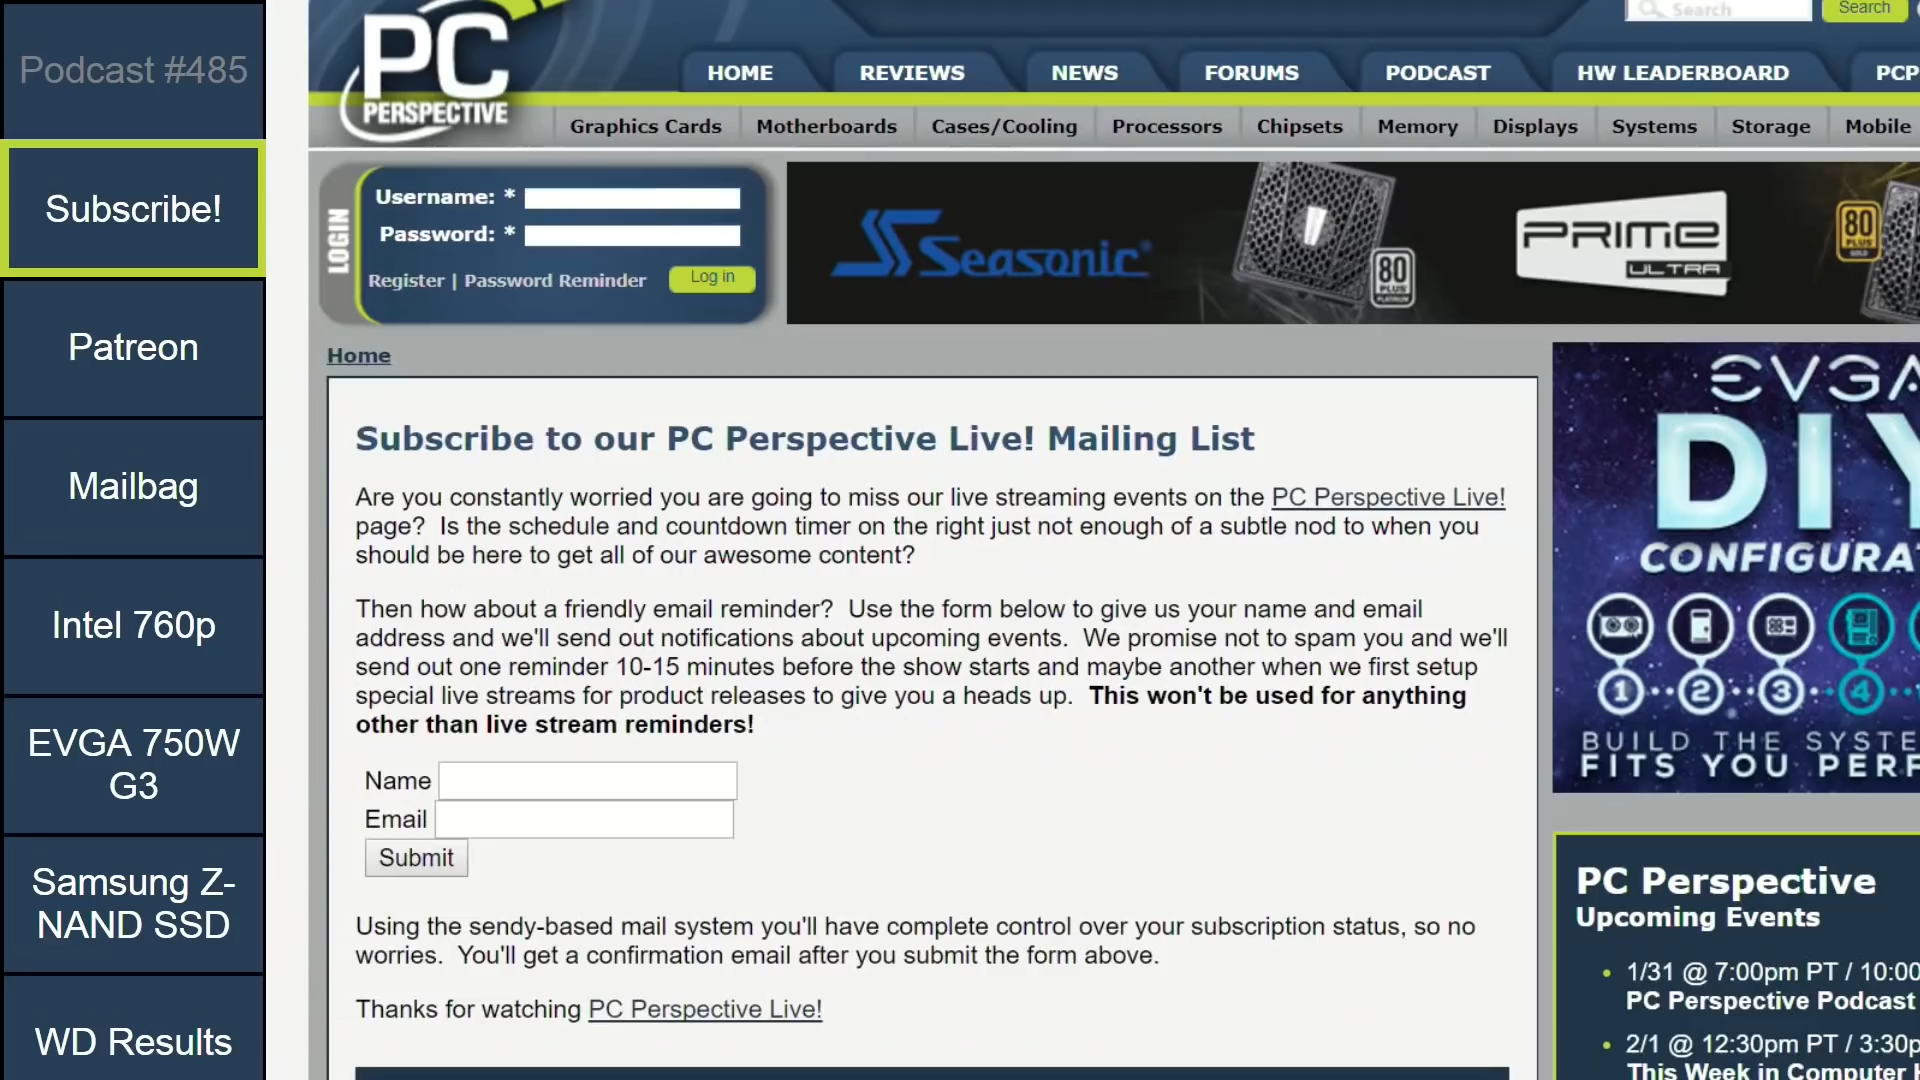 Podcast #485
Subscribe!
Patreon
Mailbag
Intel 760p
EVGA 750W
G3
Samsung Z-
NAND SSD
WD Results
PC
PERSPECTIVE
Search
Search
HOME
REVIEWS
NEWS
FORUMS
PODCAST
HW LEADERBOARD
PCP
Graphics Cards
Motherboards
Cases/Cooling
Processors
Chipsets
Memory
Displays
Systems
Storage
Mobile
LOGIN
Username: *
Password: *
Register | Password Reminder
Log in
Seasonic
80
PLUS
PLATINUM
PRIME
ULTRA
80
PLUS
GOLD
Home
Subscribe to our PC Perspective Live! Mailing List
Are you constantly worried you are going to miss our live streaming events on the PC Perspective Live!
page?  Is the schedule and countdown timer on the right just not enough of a subtle nod to when you
should be here to get all of our awesome content?
Then how about a friendly email reminder?  Use the form below to give us your name and email
address and we'll send out notifications about upcoming events.  We promise not to spam you and we'll
send out one reminder 10-15 minutes before the show starts and maybe another when we first setup
special live streams for product releases to give you a heads up.  This won't be used for anything
other than live stream reminders!
Name
Email
Submit
Using the sendy-based mail system you'll have complete control over your subscription status, so no
worries.  You'll get a confirmation email after you submit the form above.
Thanks for watching PC Perspective Live!
EVGA
DIY
CONFIGURA
1 2 3 4
BUILD THE SYSTE
FITS YOU PERF
PC Perspective
Upcoming Events
1/31 @ 7:00pm PT / 10:00
PC Perspective Podcast
2/1 @ 12:30pm PT / 3:30p
This Week in Computer H